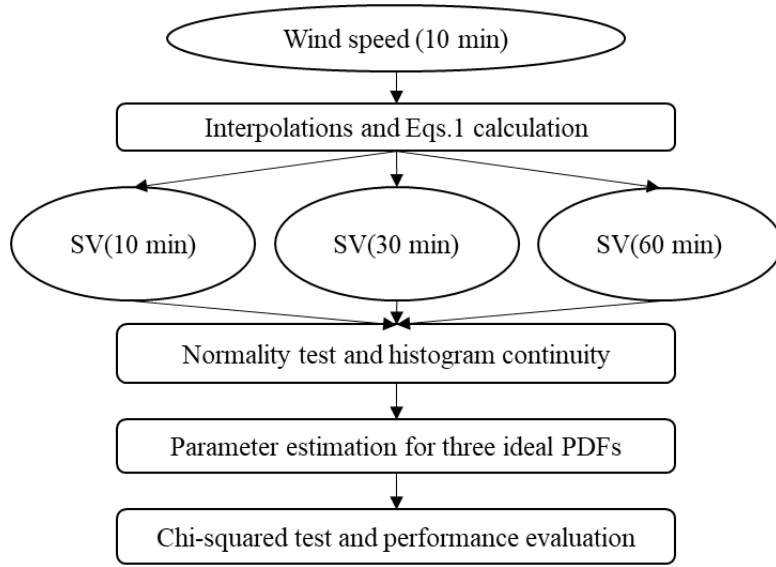 Wind speed (10 min)
Interpolations and Eqs.1 calculation
SV(10 min)
SV(30 min)
SV(60 min)
Normality test and histogram continuity
Parameter estimation for three ideal PDFs
Chi-squared test and performance evaluation